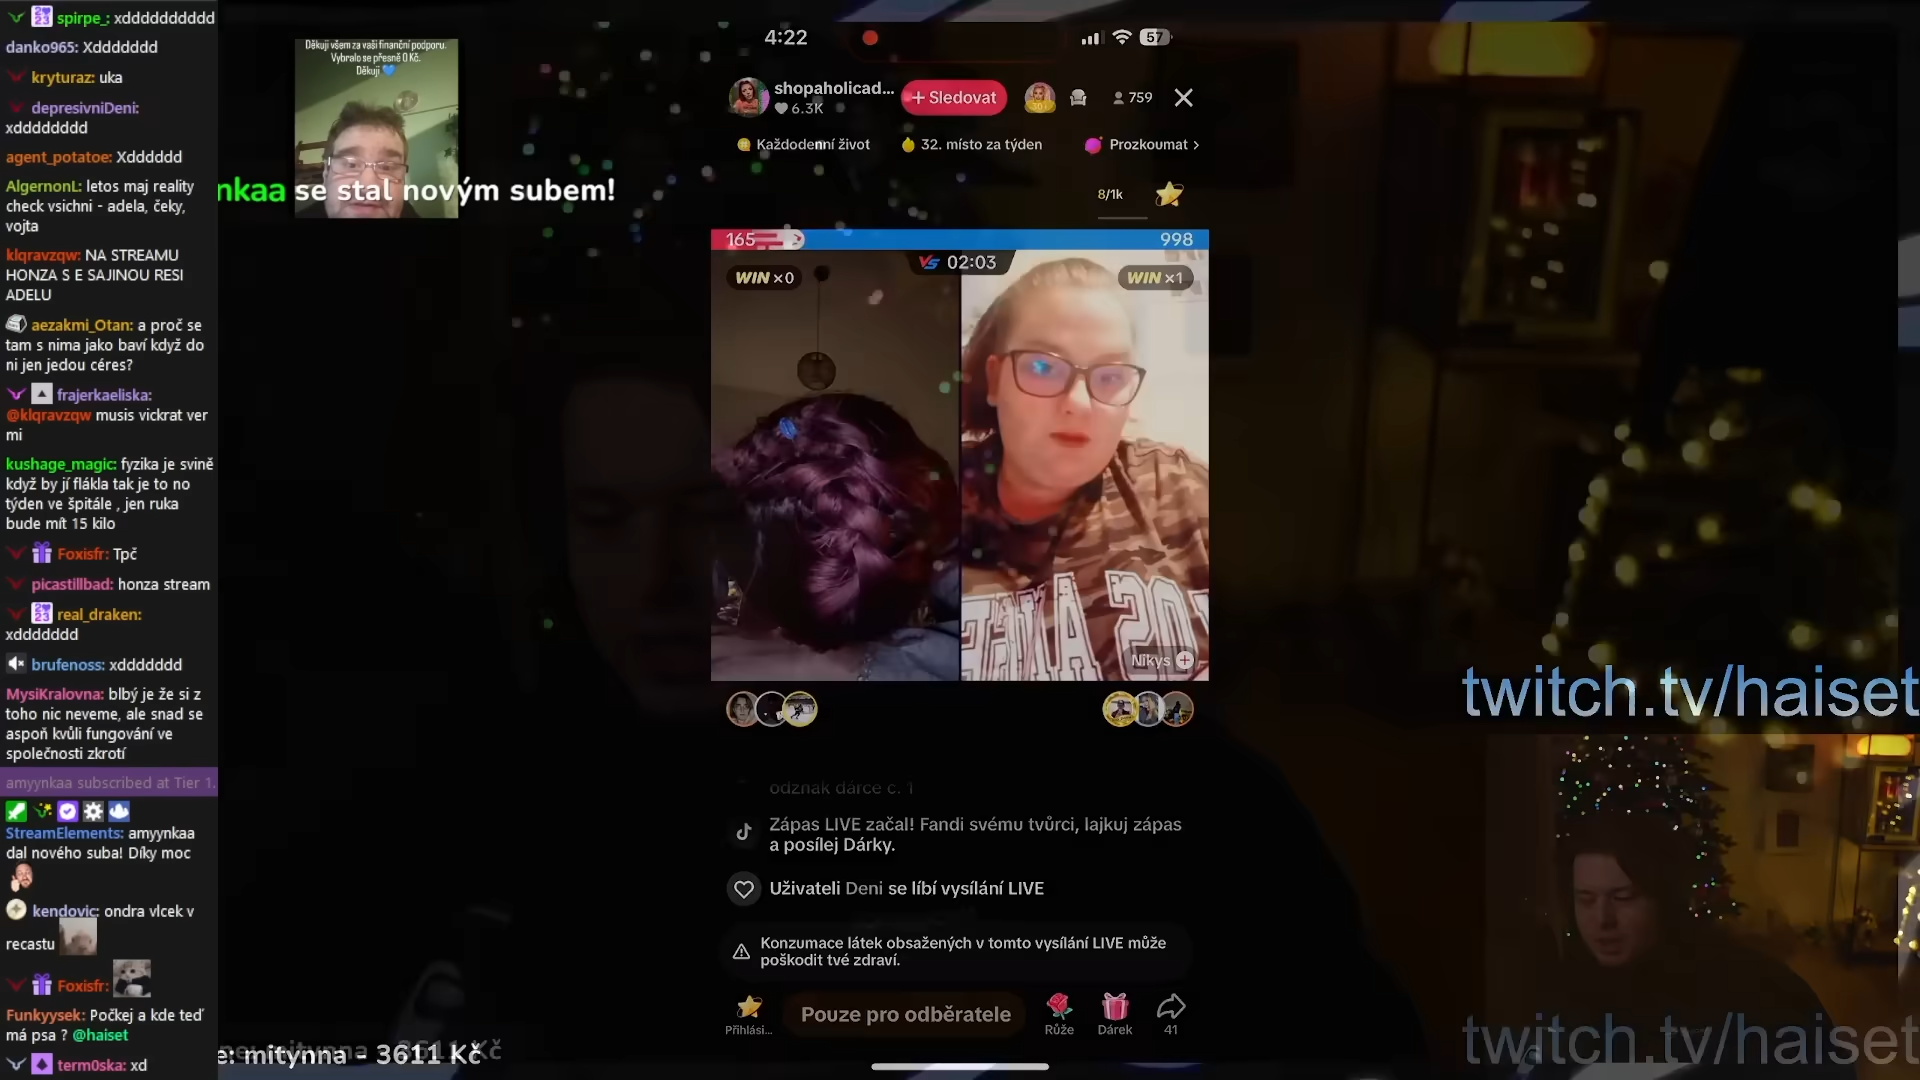 spirpe_: xdddddddddd
danko965: Xddddddd
kryturaz: uka
depresivniDeni:
xdddddddd
agent_potatoe: Xdddddd
AlgernonL: letos maj reality
check vsichni - adela, čeky,
vojta
klqravzqw: NA STREAMU
HONZA S E SAJINOU RESI
ADELU
aezakmi_Otan: a proč se
tam s nima jako baví když do
ni jen jedou céres?
frajerkaeliska:
@klqravzqw musis vickrat ver
mi
kushage_magic: fyzika je svině
když by jí flákla tak je to no
týden ve špitále , jen ruka
bude mít 15 kilo
Foxisfr: Tpč
picastillbad: honza stream
real_draken:
xddddddd
brufenoss: xddddddd
MysiKralovna: blbý je že si z
toho nic neveme, ale snad se
aspoň kvůli fungování ve
společnosti zkrotí
amyynkaa subscribed at Tier 1.
StreamElements: amyynkaa
dal nového suba! Díky moc
kendovic: ondra vlcek v
recastu
Foxisfr:
Funkyysek: Počkej a kde teď
má psa ? @haiset
term0ska: xd
Děkuji všem za vaši finanční podporu.
Vybralo se přesně 0 Kč.
Děkuji
nkaa se stal novým subem!
e: mitynna - 3611 Kč
4:22
57
shopaholicad...
6.3K
+ Sledovat
759
Každodenní život
32. místo za týden
Prozkoumat >
8/1k
165
998
VS 02:03
WIN ×0
WIN ×1
Nikys
odznak dárce č. 1
Zápas LIVE začal! Fandi svému tvůrci, lajkuj zápas
a posílej Dárky.
Uživateli Deni se líbí vysílání LIVE
Konzumace látek obsažených v tomto vysílání LIVE může
poškodit tvé zdraví.
Přihlási...
Pouze pro odběratele
Růže
Dárek
41
twitch.tv/haiset
twitch.tv/haiset